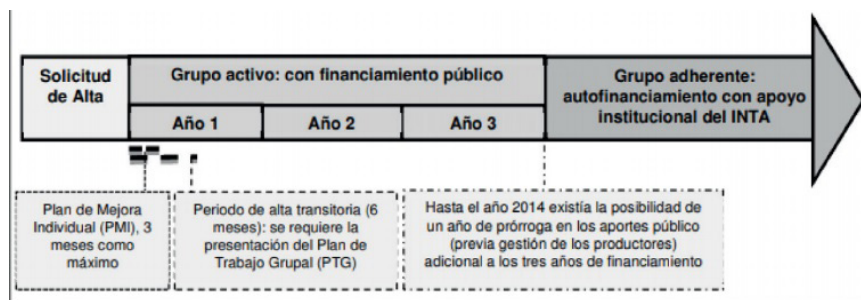 Solicitud
de Alta
Grupo activo: con financiamiento público
Año 1
Año 2
Año 3
Grupo adherente:
autofinanciamiento con apoyo
institucional del INTA
Plan de Mejora
Individual (PMI), 3
meses como
máximo
Periodo de alta transitoria (6
meses): se requiere la
presentación del Plan de
Trabajo Grupal (PTG)
Hasta el año 2014 existía la posibilidad de
un año de prórroga en los aportes público
(previa gestión de los productores)
adicional a los tres años de financiamiento